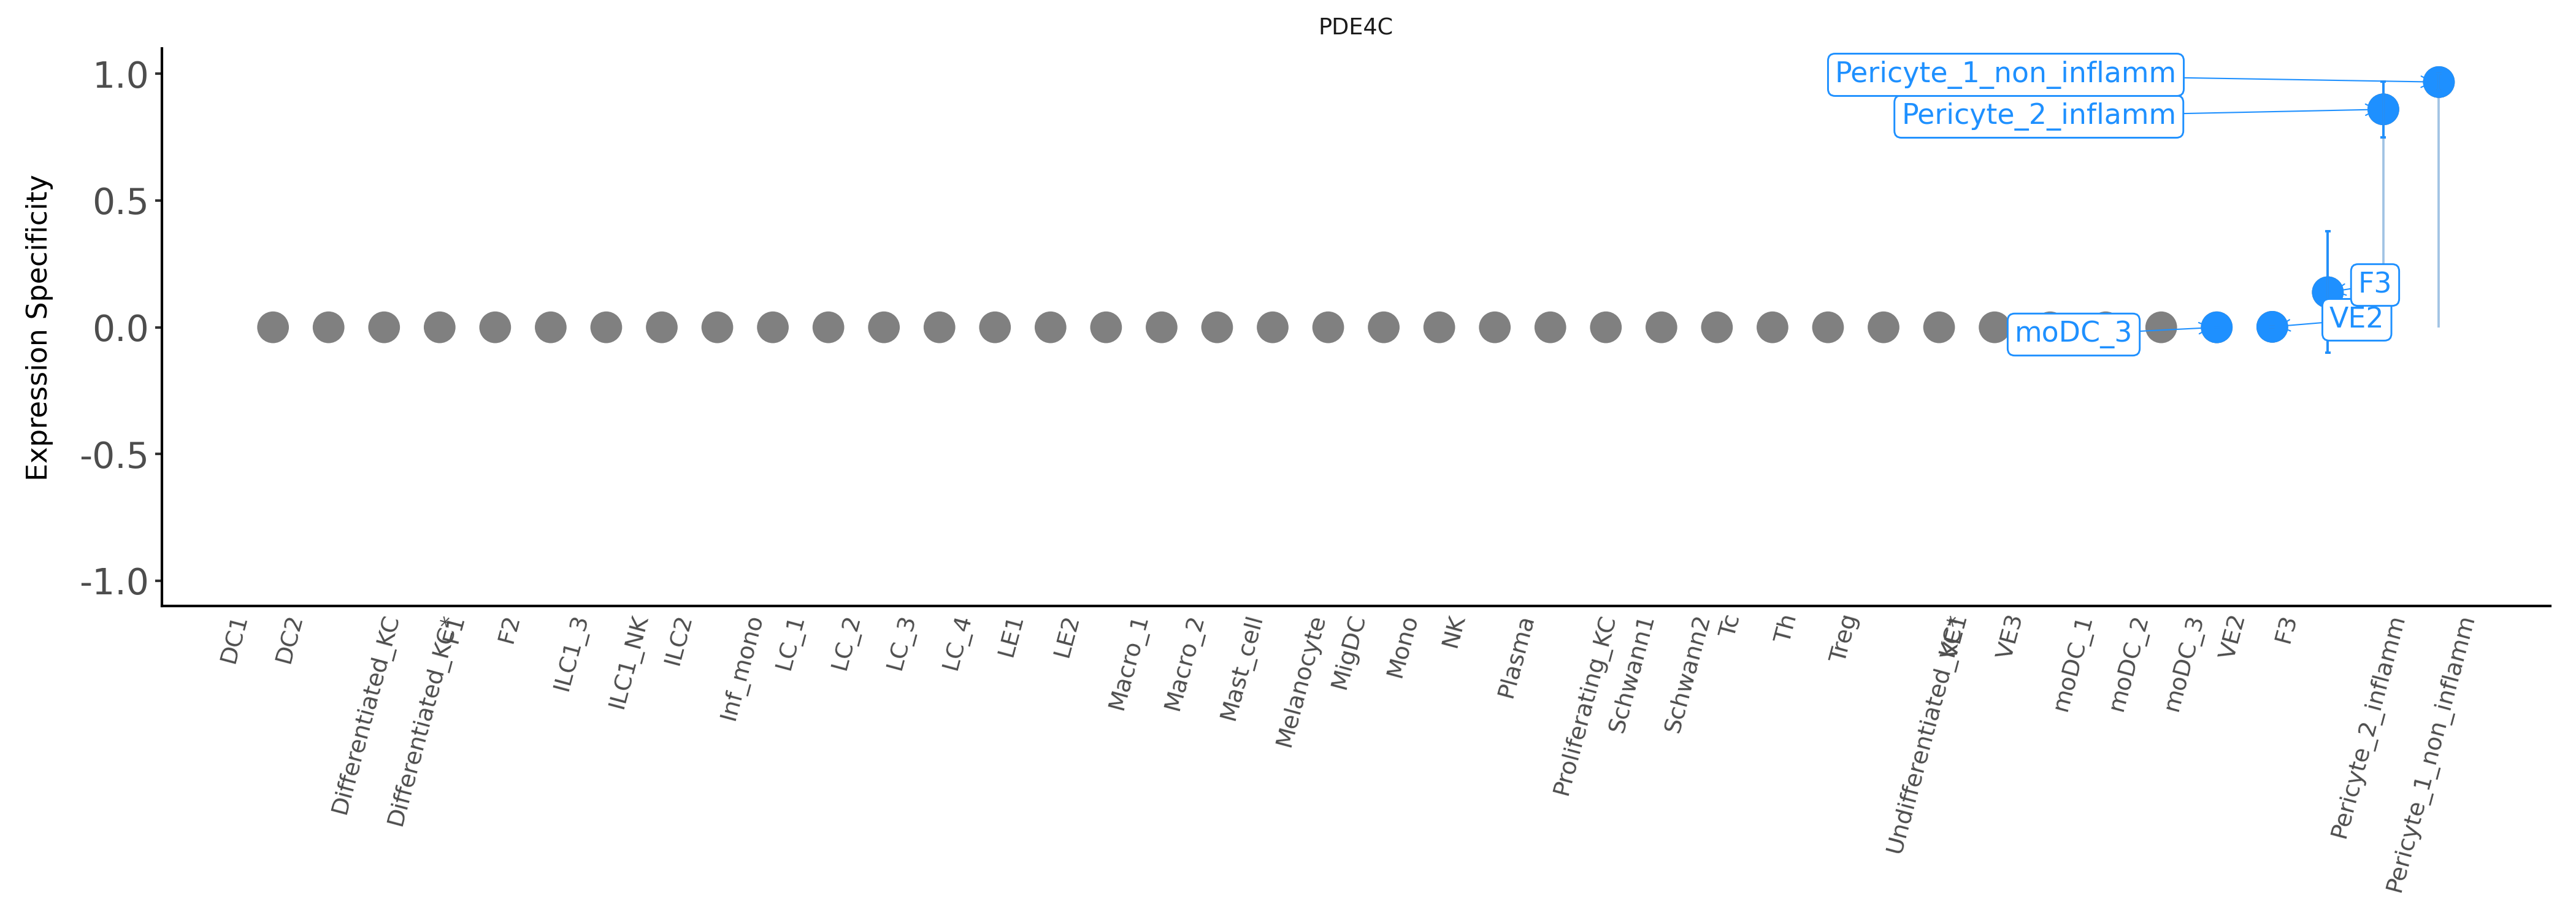 PDE4C
Expression Specificity
1.0
0.5
0.0
-0.5
-1.0
Pericyte_1_non_inflamm
Pericyte_2_inflamm
F3
VE2
moDC_3
DC1
DC2
Differentiated_KC
Differentiated_KC*
F1
F2
ILC1_3
ILC1_NK
ILC2
Inf_mono
LC_1
LC_2
LC_3
LC_4
LE1
LE2
Macro_1
Macro_2
Mast_cell
Melanocyte
MigDC
Mono
NK
Plasma
Proliferating_KC
Schwann1
Schwann2
Tc
Th
Treg
Undifferentiated_KC*
VE1
VE3
moDC_1
moDC_2
moDC_3
VE2
F3
Pericyte_2_inflamm
Pericyte_1_non_inflamm